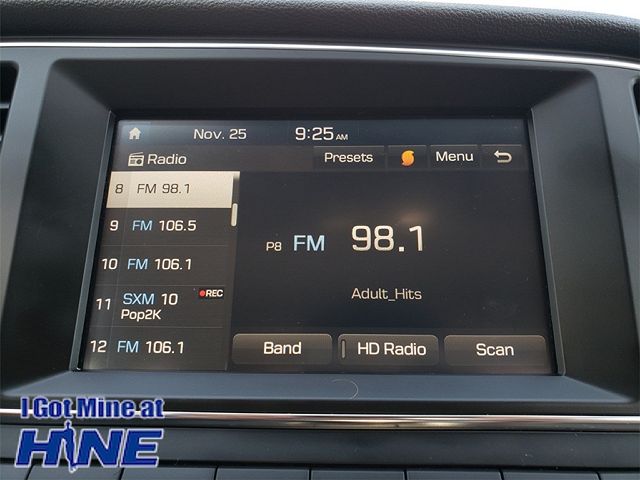 Nov. 25 9:25 AM
Radio Presets Menu
8 FM 98.1
9 FM 106.5
10 FM 106.1
11 SXM 10 REC
Pop2K
12 FM 106.1
P8 FM 98.1
Adult_Hits
Band HD Radio Scan
I Got Mine at
HINE